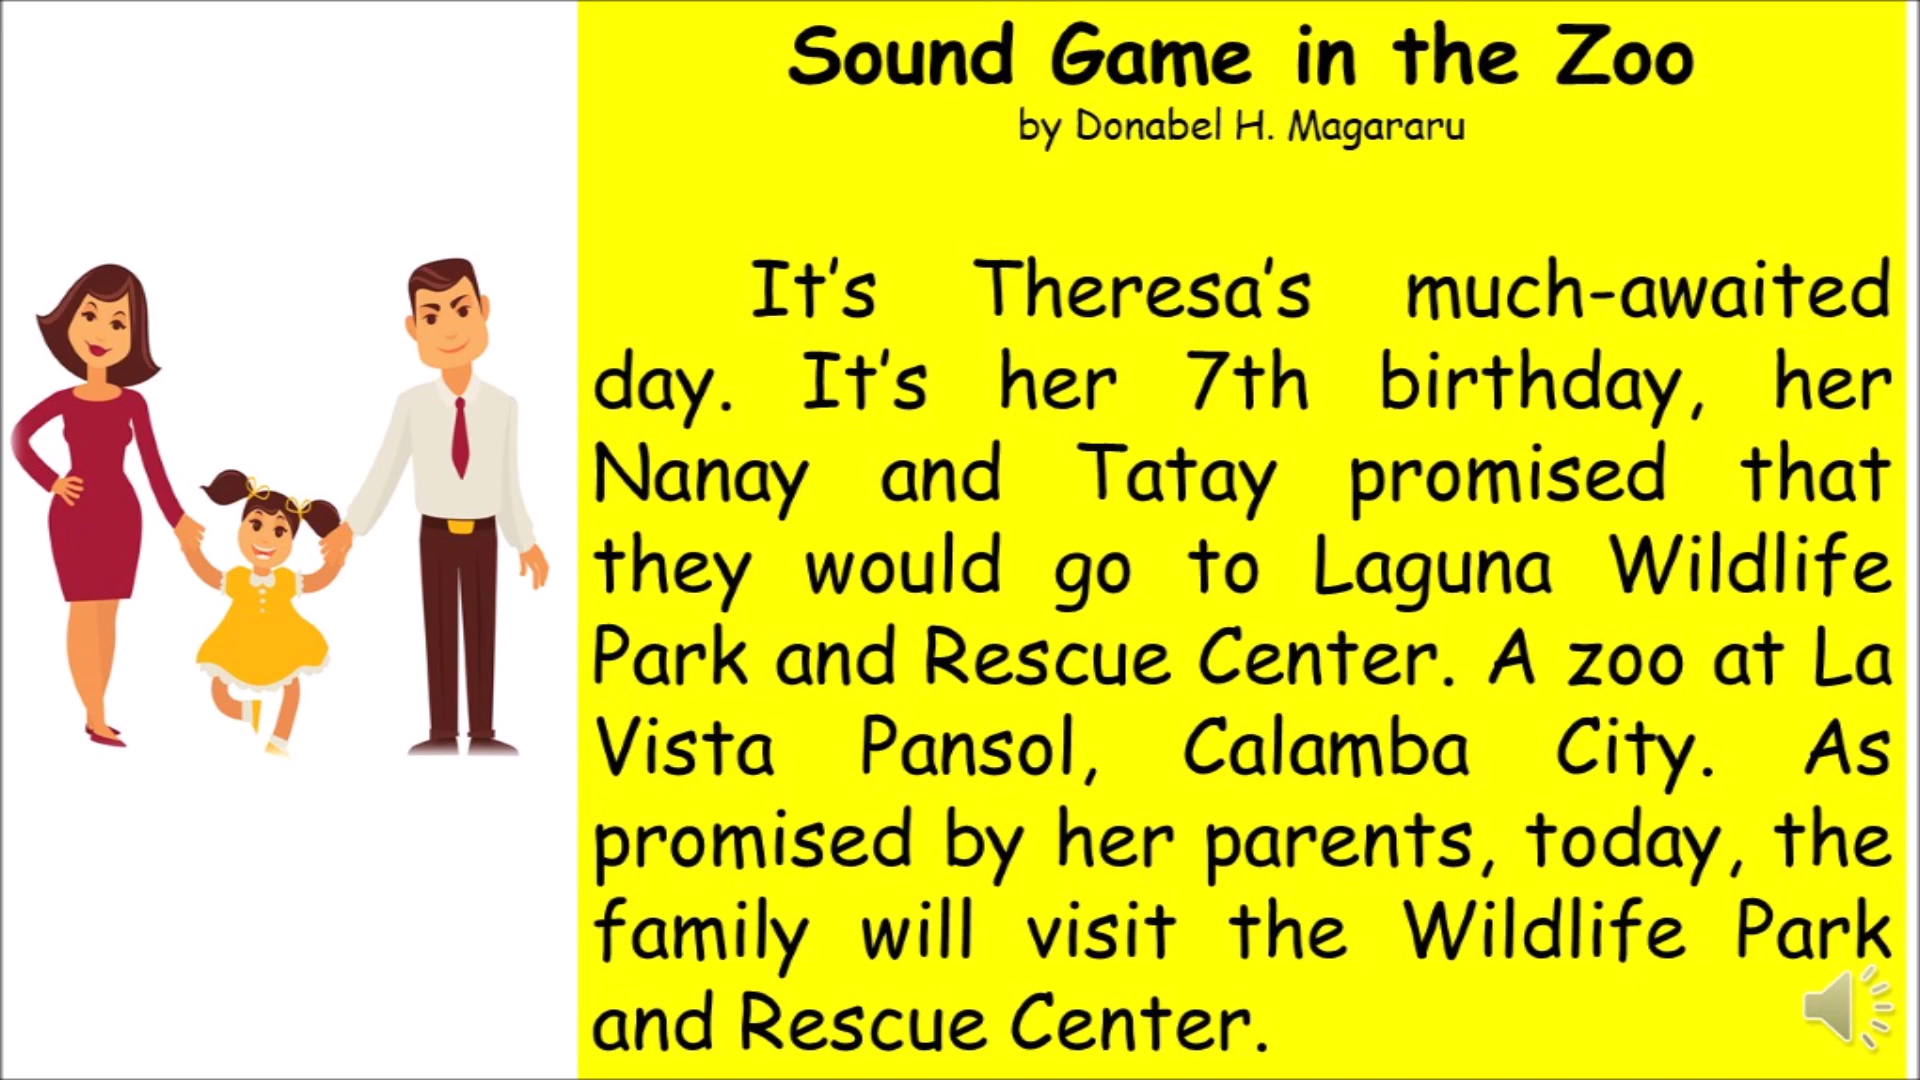 Sound Game in the Zoo
by Donabel H. Magararu
It’s Theresa’s much-awaited
day. It’s her 7th birthday, her
Nanay and Tatay promised that
they would go to Laguna Wildlife
Park and Rescue Center. A zoo at La
Vista Pansol, Calamba City. As
promised by her parents, today, the
family will visit the Wildlife Park
and Rescue Center.